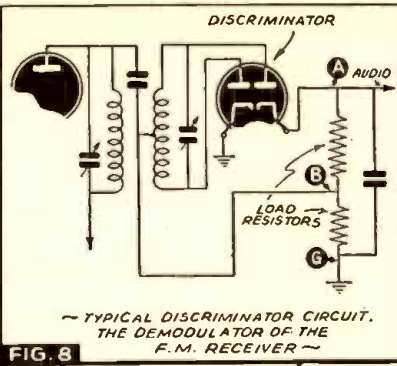 DISCRIMINATOR
A
AUDIO
B
LOAD
RESISTORS
G
~ TYPICAL DISCRIMINATOR CIRCUIT.
THE DEMODULATOR OF THE
F.M. RECEIVER ~
FIG. 8